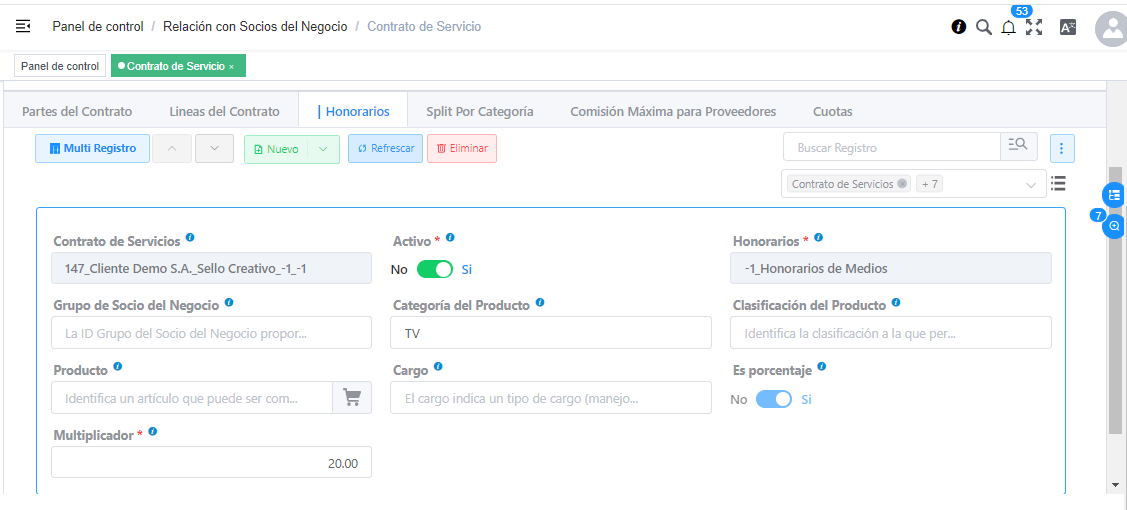 Panel de control / Relación con Socios del Negocio / Contrato de Servicio
53
Panel de control
Contrato de Servicio ×
Partes del Contrato
Lineas del Contrato
Honorarios
Split Por Categoría
Comisión Máxima para Proveedores
Cuotas
Multi Registro
Nuevo
Refrescar
Eliminar
Buscar Registro
Contrato de Servicios
+ 7
7
Contrato de Servicios
Activo *
Honorarios *
147_Cliente Demo S.A._Sello Creativo_-1_-1
No Si
-1_Honorarios de Medios
Grupo de Socio del Negocio
Categoría del Producto
Clasificación del Producto
La ID Grupo del Socio del Negocio propor...
TV
Identifica la clasificación a la que per...
Producto
Cargo
Es porcentaje
Identifica un artículo que puede ser com...
El cargo indica un tipo de cargo (manejo...
No Si
Multiplicador *
20.00